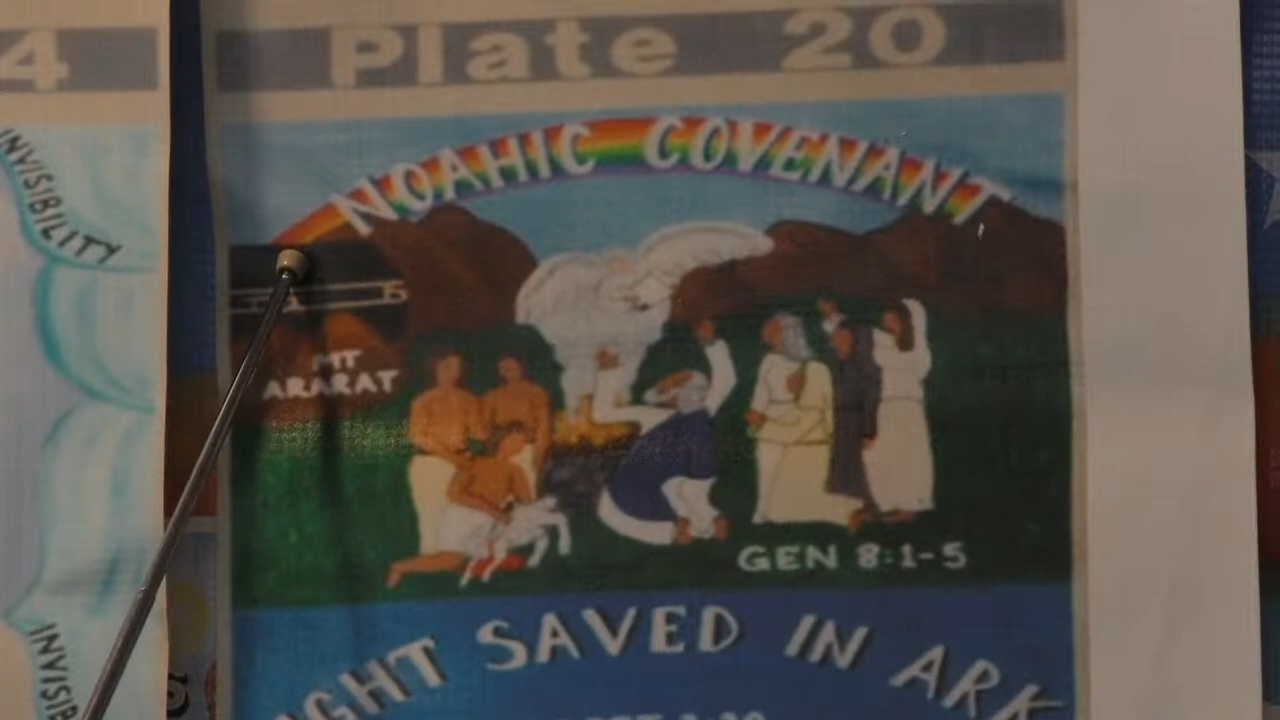 4
INVISIBILITY
Plate 20
NOAHIC COVENANT
MT
ARARAT
GEN 8:1-5
SAVED IN ARK